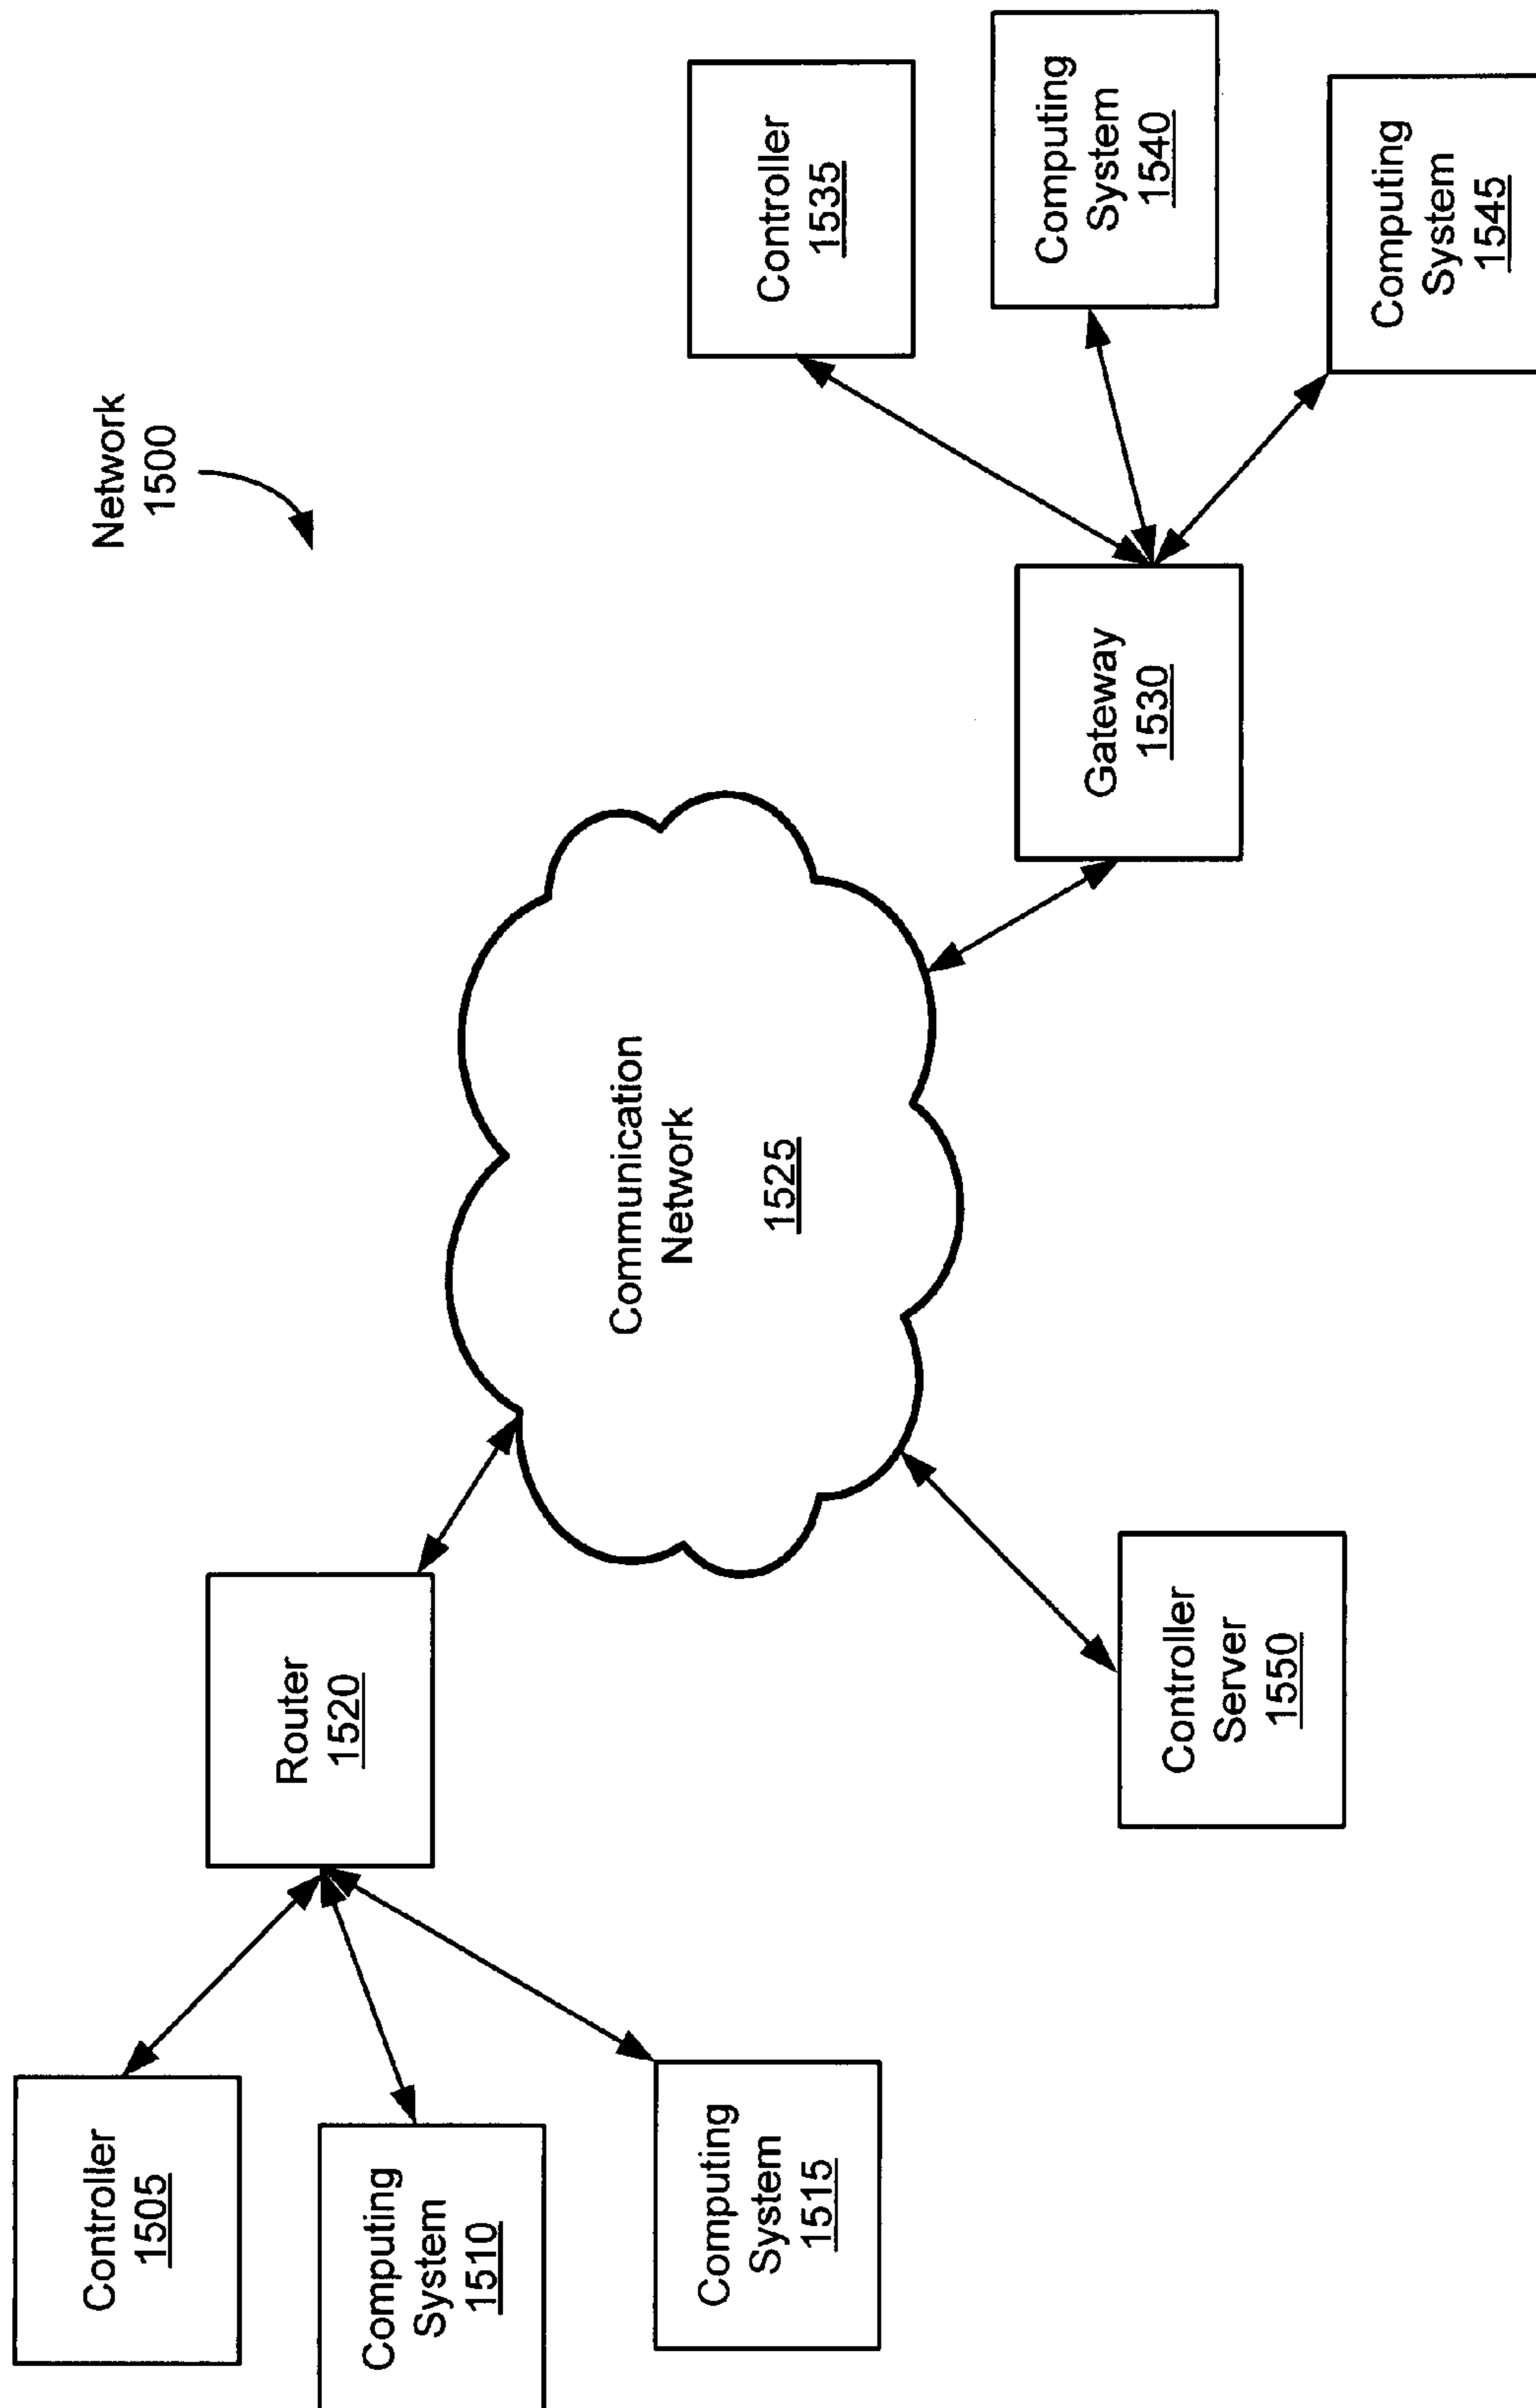 Network
1500
Controller
1505
Computing
System
1510
Computing
System
1515
Router
1520
Communication
Network
1525
Controller
Server
1550
Gateway
1530
Controller
1535
Computing
System
1540
Computing
System
1545